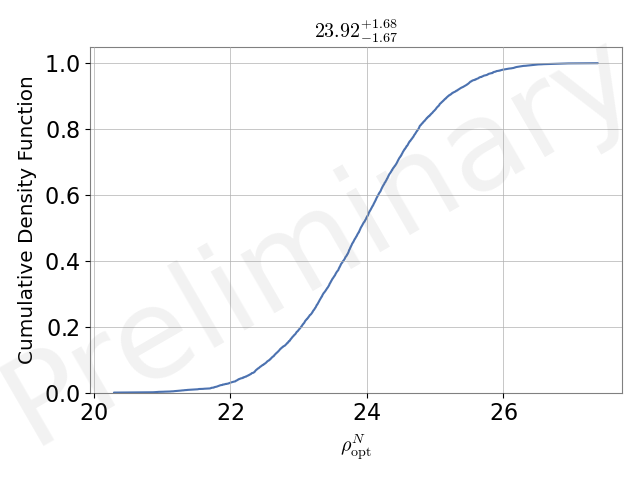 23.92^{+1.68}_{-1.67}
Cumulative Density Function
1.0
0.8
0.6
0.4
0.2
0.0
20 22 24 26
ρ^N_opt
Preliminary